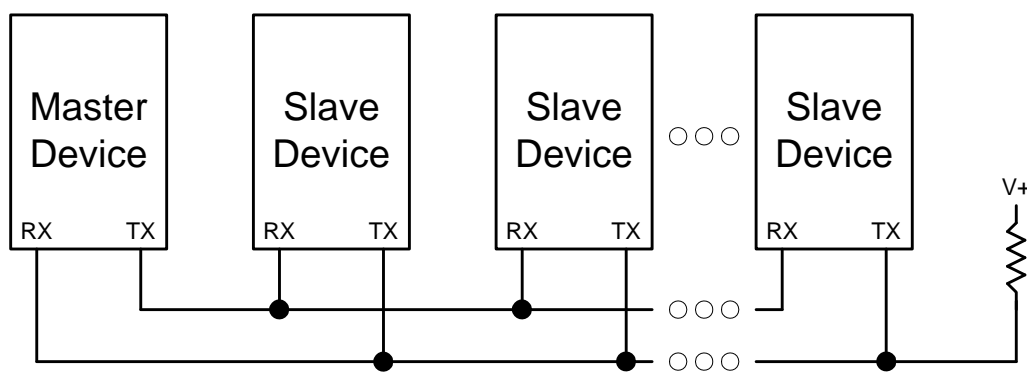 Master
Device
Slave
Device
Slave
Device
Slave
Device
V+
RX TX
RX TX
RX TX
RX TX